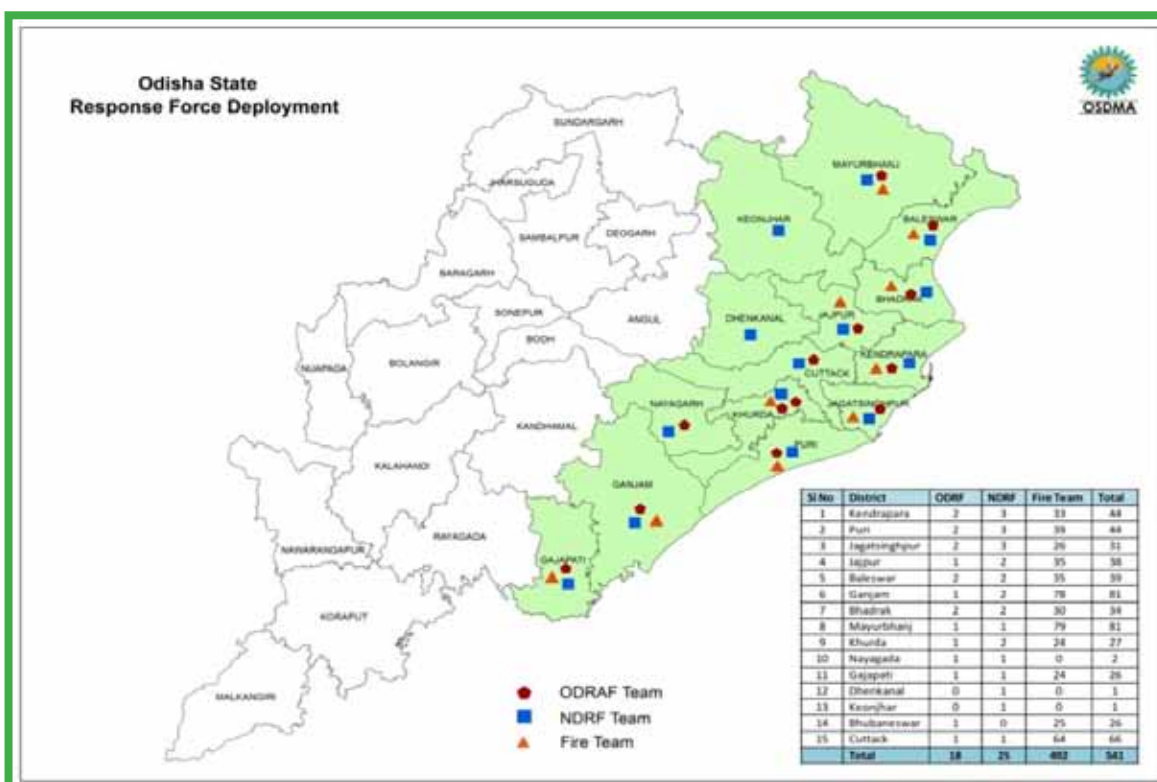 Odisha State
Response Force Deployment
OSDMA
SUNDARGARH
MAYURBHANJ
JHARSUGUDA
KEONJHAR
BALESWAR
SAMBALPUR
DEOGARH
BARAGARH
BHADRAK
SONEPUR
ANGUL
DHENKANAL
JAJPUR
BODH
NUAPADA
BOLANGIR
KENDRAPARA
CUTTACK
NAYAGARH
JAGATSINGHPUR
KHURDA
KANDHAMAL
PURI
KALAHANDI
GANJAM
RAYAGADA
NAWARANGAPUR
GAJAPATI
KORAPUT
MALKANGIRI
ODRAF Team
NDRF Team
Fire Team
Sl No District ODRF NDRF Fire Team Total
1 Kendrapara 2 3 33 44
2 Puri 2 3 39 44
3 Jagatsinghpur 2 3 26 31
4 Jajpur 1 2 35 38
5 Baleswar 2 2 35 39
6 Ganjam 1 2 78 81
7 Bhadrak 2 2 30 34
8 Mayurbhanj 1 1 79 81
9 Khurda 1 2 24 27
10 Nayagada 1 1 0 2
11 Gajapati 1 1 24 26
12 Dhenkanal 0 1 0 1
13 Keonjhar 0 1 0 1
14 Bhubaneswar 1 0 25 26
15 Cuttack 1 1 64 66
Total 18 25 492 541